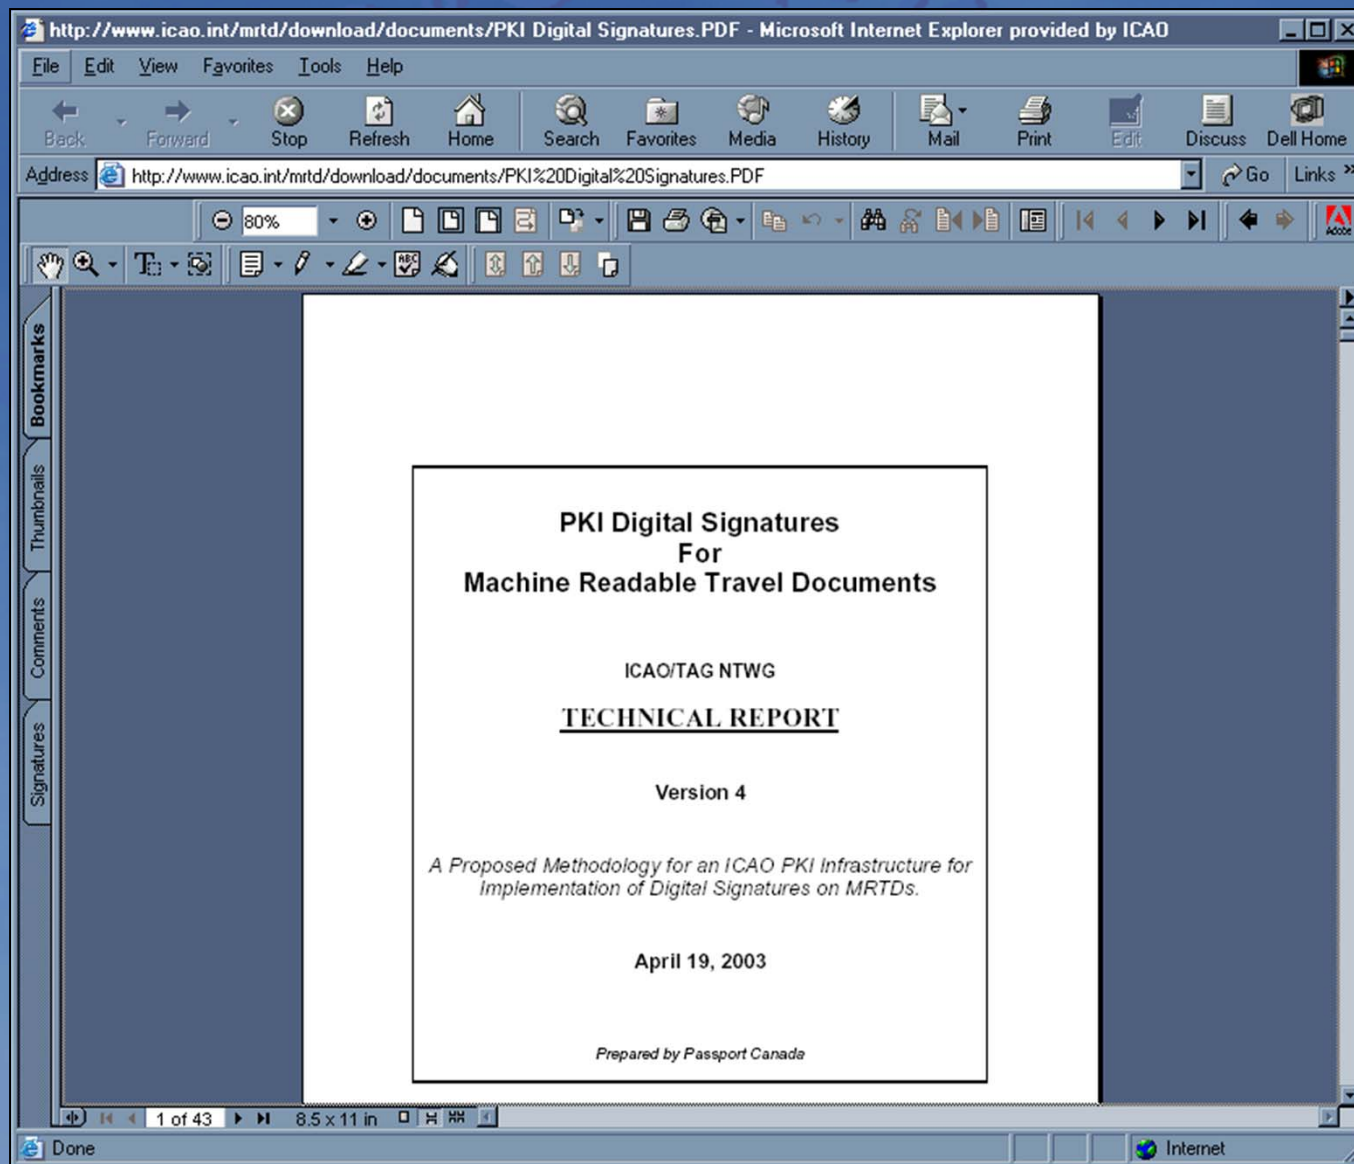 http://www.icao.int/mrtd/download/documents/PKI Digital Signatures.PDF - Microsoft Internet Explorer provided by ICAO
File Edit View Favorites Tools Help
Back Forward Stop Refresh Home Search Favorites Media History Mail Print Edit Discuss Dell Home
Address http://www.icao.int/mrtd/download/documents/PKI%20Digital%20Signatures.PDF Go Links »
80% Adobe
ABC
Bookmarks
Thumbnails
Comments
Signatures
PKI Digital Signatures
For
Machine Readable Travel Documents
ICAO/TAG NTWG
TECHNICAL REPORT
Version 4
A Proposed Methodology for an ICAO PKI Infrastructure for
Implementation of Digital Signatures on MRTDs.
April 19, 2003
Prepared by Passport Canada
1 of 43 8.5 x 11 in
Done Internet